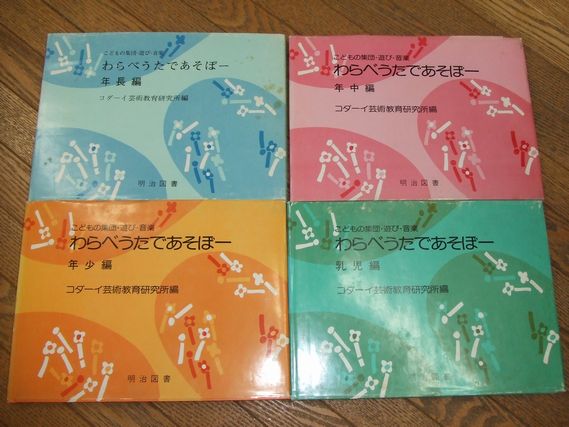 こどもの集団・遊び・音楽
わらべうたであそぼー
年長編
コダーイ芸術教育研究所編
明治図書
こどもの集団・遊び・音楽
わらべうたであそぼー
年中編
コダーイ芸術教育研究所編
明治図書
こどもの集団・遊び・音楽
わらべうたであそぼー
年少編
コダーイ芸術教育研究所編
明治図書
こどもの集団・遊び・音楽
わらべうたであそぼー
乳児編
コダーイ芸術教育研究所編
明治図書